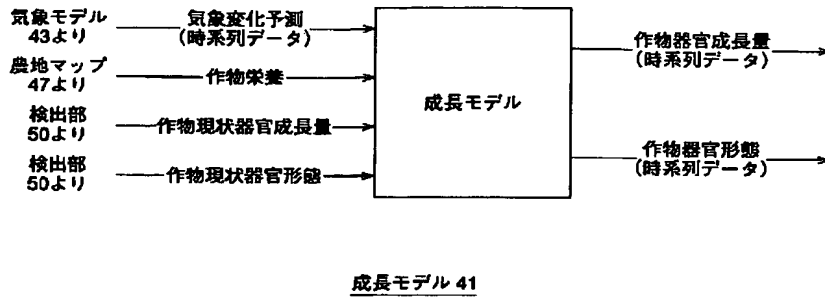 気象モデル
43より
気象変化予測
(時系列データ)
農地マップ
47より
作物栄養
検出部
50より
作物現状器官成長量
検出部
50より
作物現状器官形態
成長モデル
作物器官成長量
(時系列データ)
作物器官形態
(時系列データ)
成長モデル 41